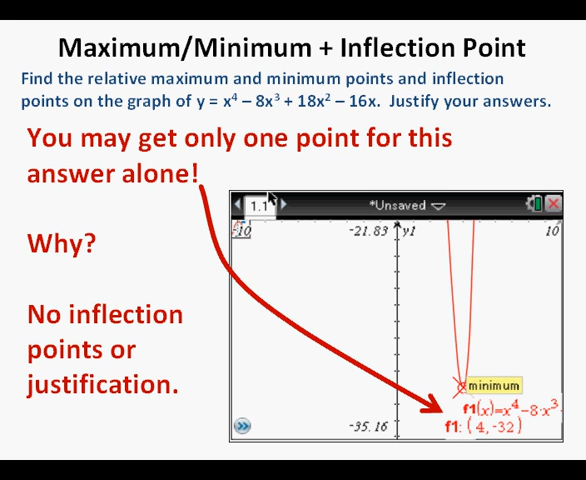 Maximum/Minimum + Inflection Point
Find the relative maximum and minimum points and inflection
points on the graph of y = x⁴ – 8x³ + 18x² – 16x.  Justify your answers.
You may get only one point for this
answer alone!
Why?
No inflection
points or
justification.
1.1
*Unsaved
-10
-21.83
y1
10
minimum
f1(x)=x⁴-8·x³
f1: ( 4,-32 )
-35.16